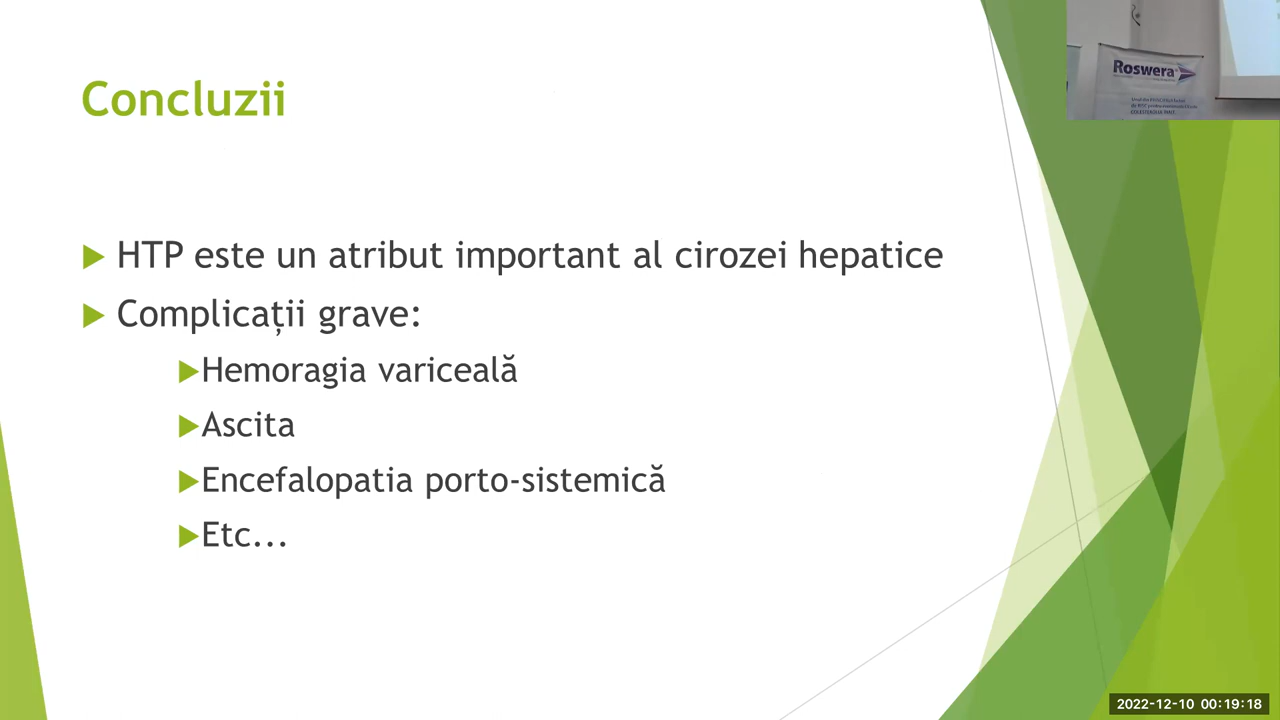 Concluzii
HTP este un atribut important al cirozei hepatice
Complicații grave:
Hemoragia variceală
Ascita
Encefalopatia porto-sistemică
Etc...
Roswera
2022-12-10 00:19:18